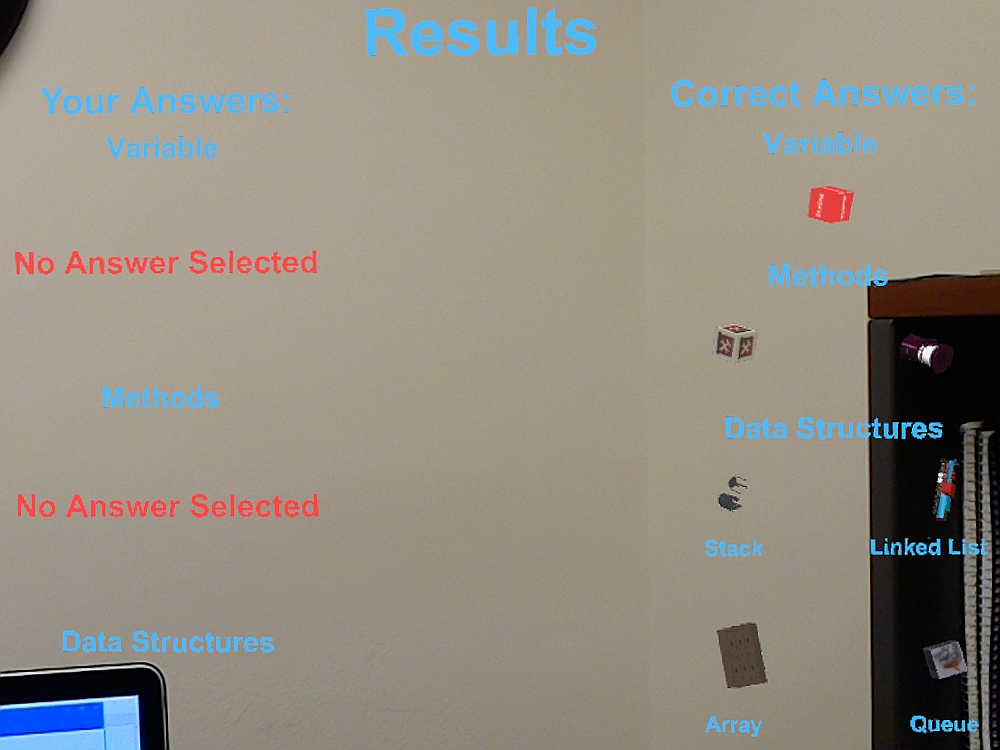 Results
Your Answers:
Variable
No Answer Selected
Methods
No Answer Selected
Data Structures
Correct Answers:
Variable
Methods
Data Structures
Stack
Linked List
Array
Queue